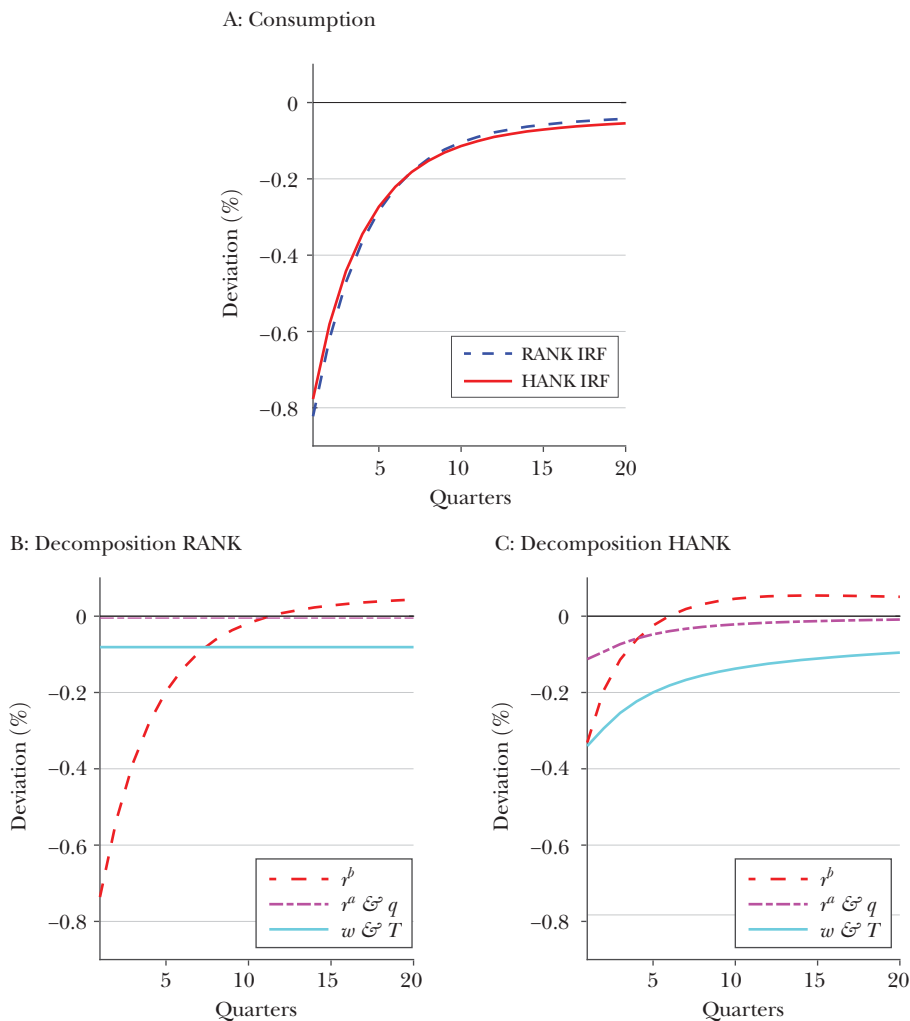 A: Consumption
0
−0.2
−0.4
−0.6
−0.8
Deviation (%)
RANK IRF
HANK IRF
5
10
15
20
Quarters
B: Decomposition RANK
0
−0.2
−0.4
−0.6
−0.8
Deviation (%)
r^b
r^a & q
w & T
5
10
15
20
Quarters
C: Decomposition HANK
0
−0.2
−0.4
−0.6
−0.8
Deviation (%)
r^b
r^a & q
w & T
5
10
15
20
Quarters